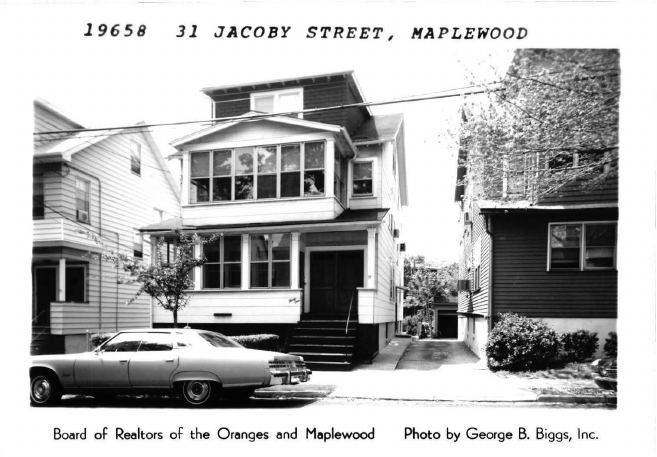 19658 31 JACOBY STREET, MAPLEWOOD
Board of Realtors of the Oranges and Maplewood Photo by George B. Biggs, Inc.